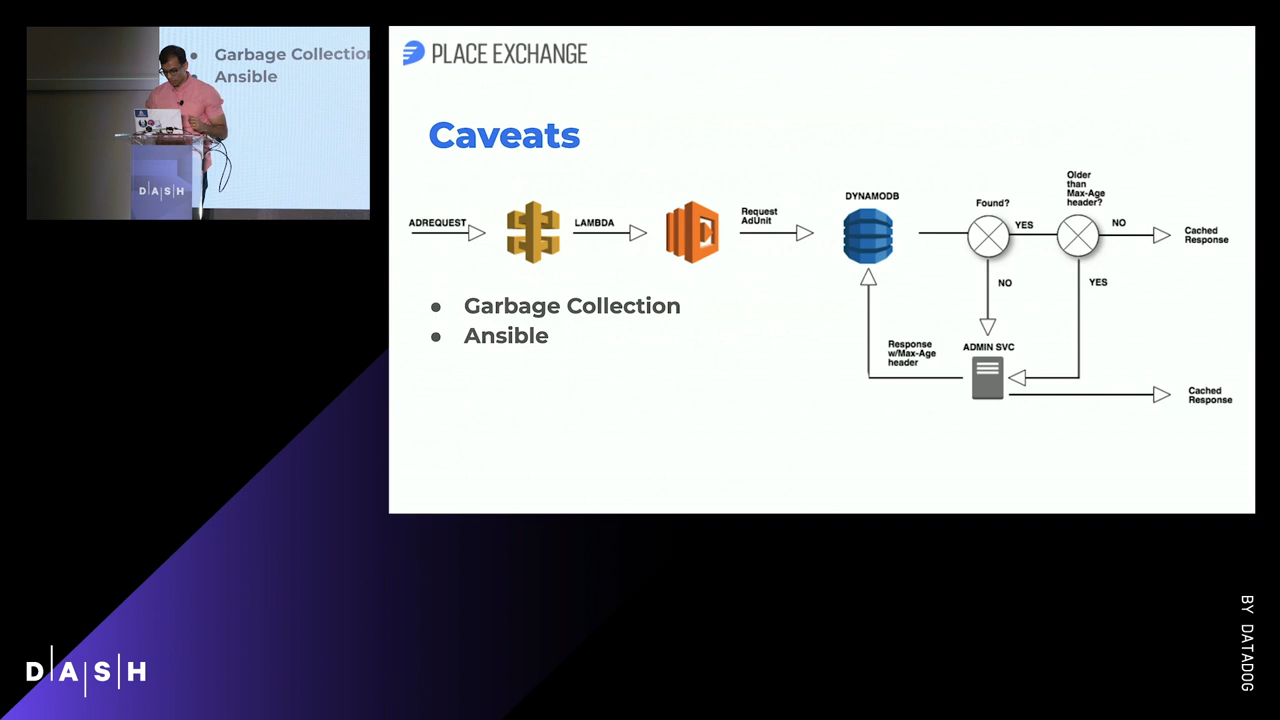 Garbage Collection
Ansible
D|A|S|H
PLACE EXCHANGE
Caveats
ADREQUEST
LAMBDA
Request
AdUnit
DYNAMODB
Found?
YES
Older
than
Max-Age
header?
NO
Cached
Response
NO
YES
Garbage Collection
Ansible
Response
w/Max-Age
header
ADMIN SVC
Cached
Response
D|A|S|H
BY DATADOG